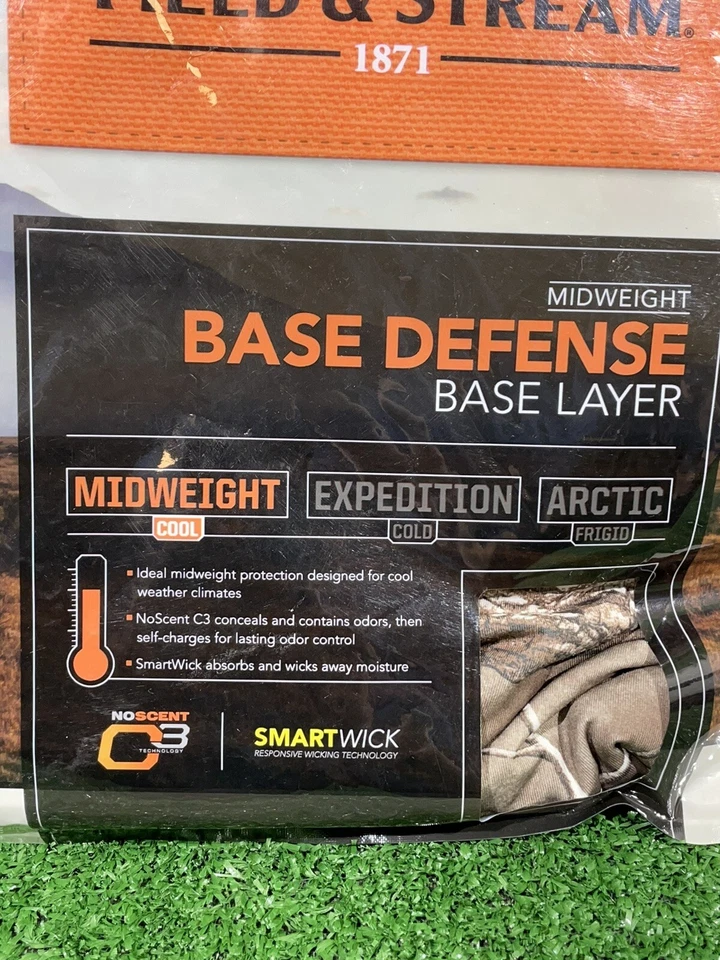 FIELD & STREAM®
1871
MIDWEIGHT
BASE DEFENSE
BASE LAYER
MIDWEIGHT EXPEDITION ARCTIC
COOL COLD FRIGID
▪ Ideal midweight protection designed for cool
weather climates
▪ NoScent C3 conceals and contains odors, then
self-charges for lasting odor control
▪ SmartWick absorbs and wicks away moisture
NOSCENT
C3
TECHNOLOGY
SMARTWICK
RESPONSIVE WICKING TECHNOLOGY